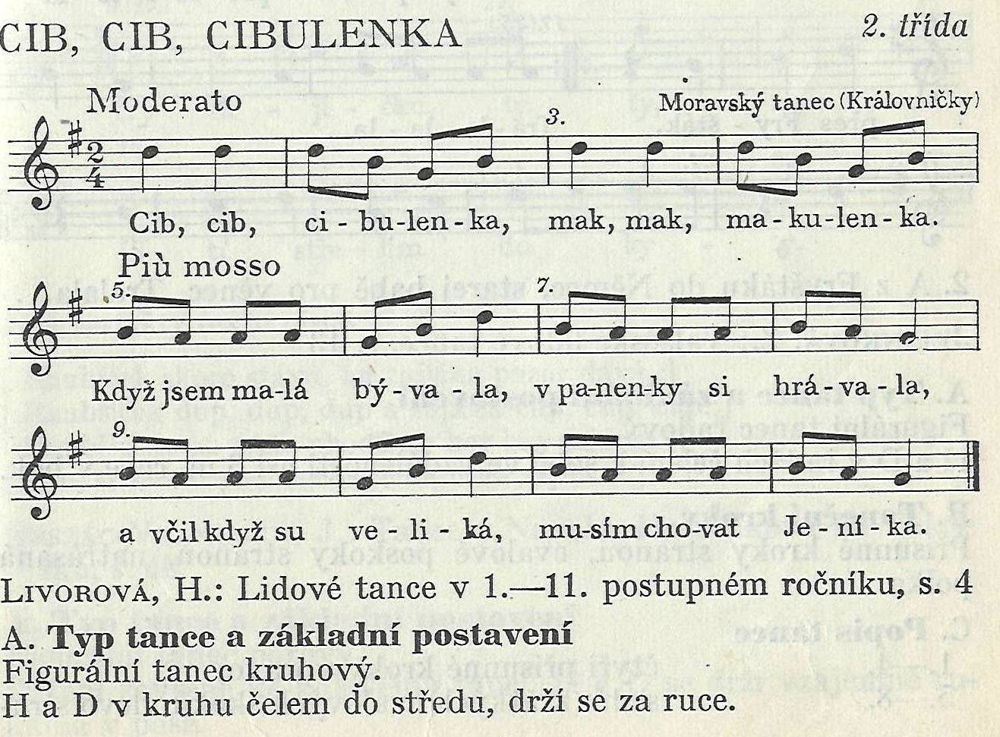 CIB, CIB, CIBULENKA
2. třída
Moderato
Moravský tanec (Královničky)
3.
2
4
Cib, cib, ci - bu-len - ka, mak, mak, ma - ku-len - ka.
Più mosso
5. 7.
Když jsem ma-lá bý - va - la, v pa-nen-ky si hrá - va - la,
9.
a včil když su ve - li - ká, mu-sím cho-vat Je - ní - ka.
LIVOROVÁ, H.: Lidové tance v 1.—11. postupném ročníku, s. 4
A. Typ tance a základní postavení
Figurální tanec kruhový.
H a D v kruhu čelem do středu, drží se za ruce.